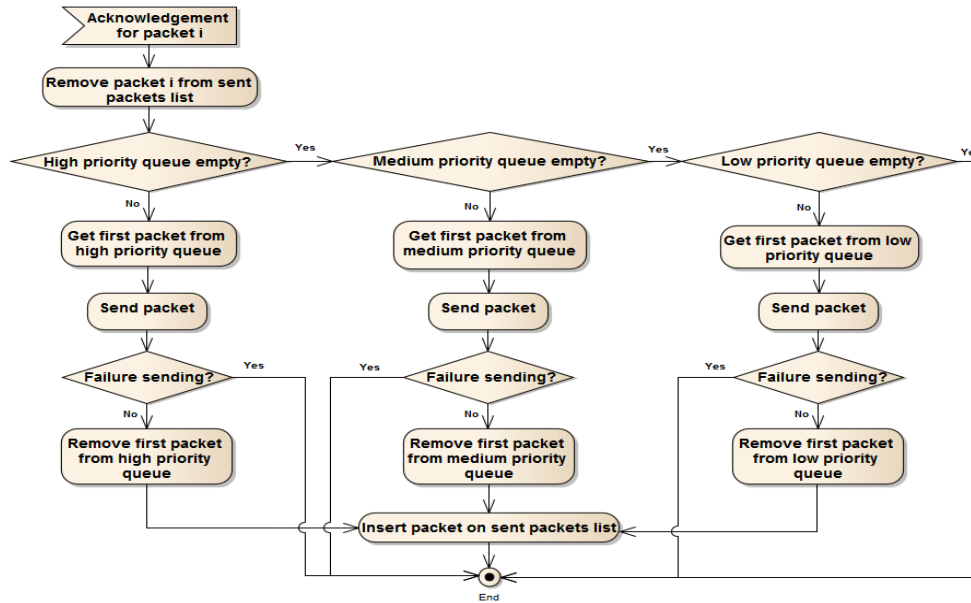 Acknowledgement
for packet i
Remove packet i from sent
packets list
High priority queue empty?
Yes
Medium priority queue empty?
Yes
Low priority queue empty?
No
No
No
Get first packet from
high priority queue
Get first packet from
medium priority queue
Get first packet from low
priority queue
Send packet
Send packet
Send packet
Failure sending?
Yes
Yes
Failure sending?
Yes
Failure sending?
No
No
No
Remove first packet
from high priority
queue
Remove first packet
from medium priority
queue
Remove first packet
from low priority
queue
Insert packet on sent packets list
End